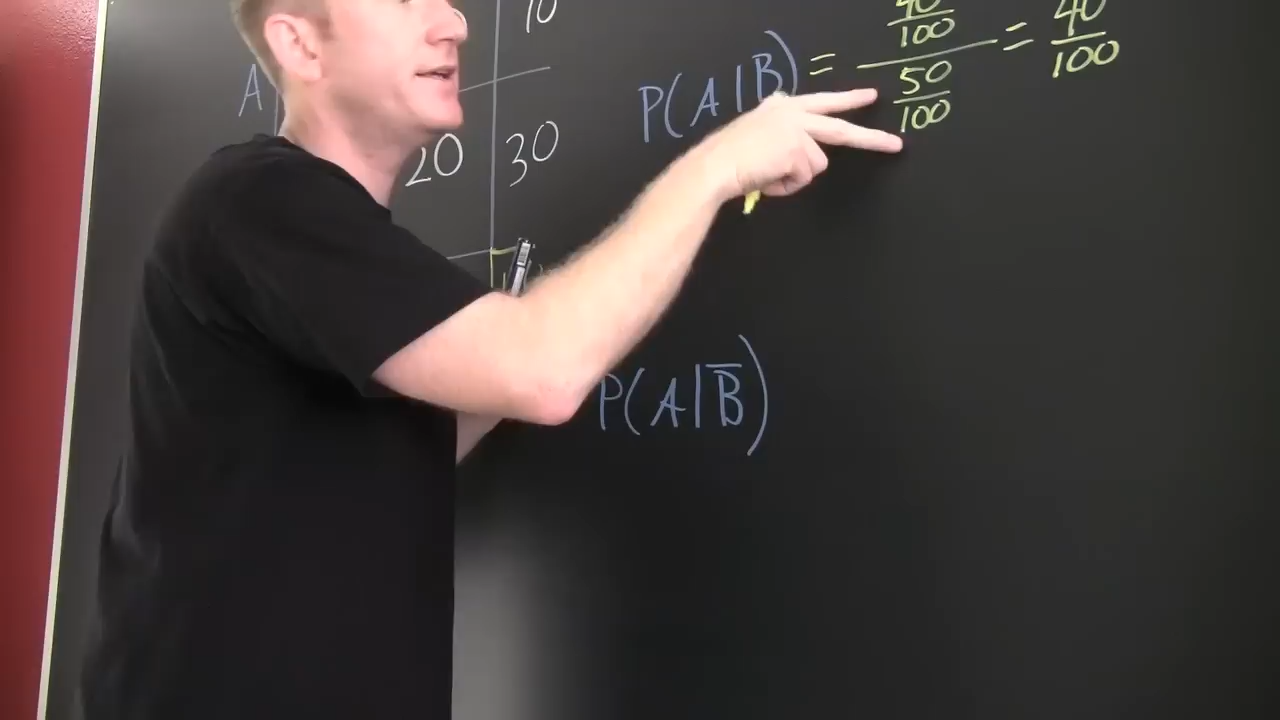 10
A
20 30
P(A|B) = 40/100 / 50/100 = 40/100
P(A|B̅)